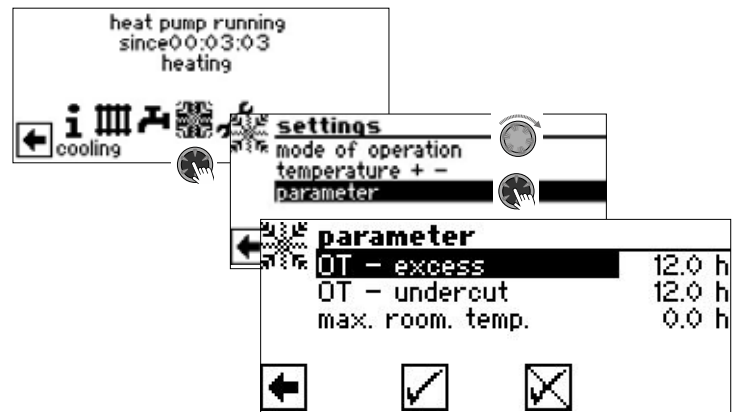 heat pump running
since00:03:03
heating
cooling
settings
mode of operation
temperature + -
parameter
parameter
OT - excess 12.0 h
OT - undercut 12.0 h
max. room. temp. 0.0 h